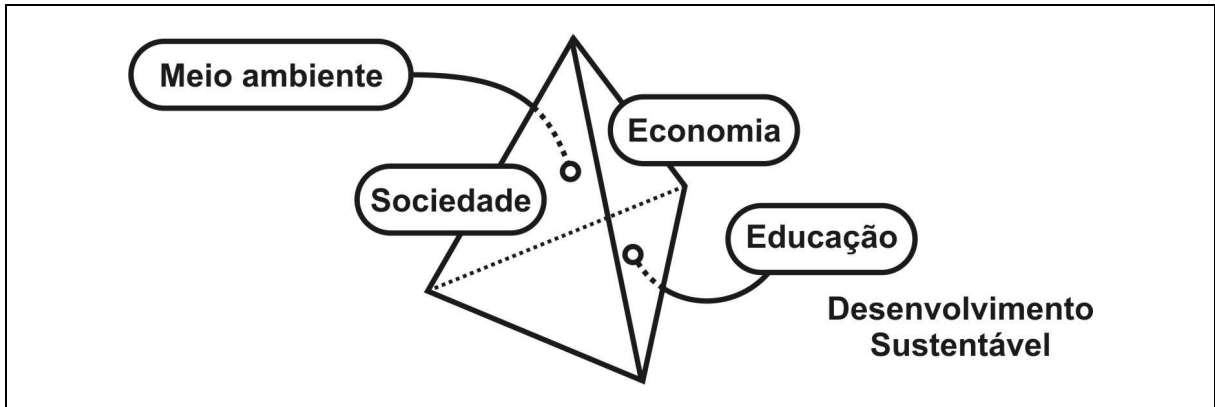 Meio ambiente
Economia
Sociedade
Educação
Desenvolvimento
Sustentável